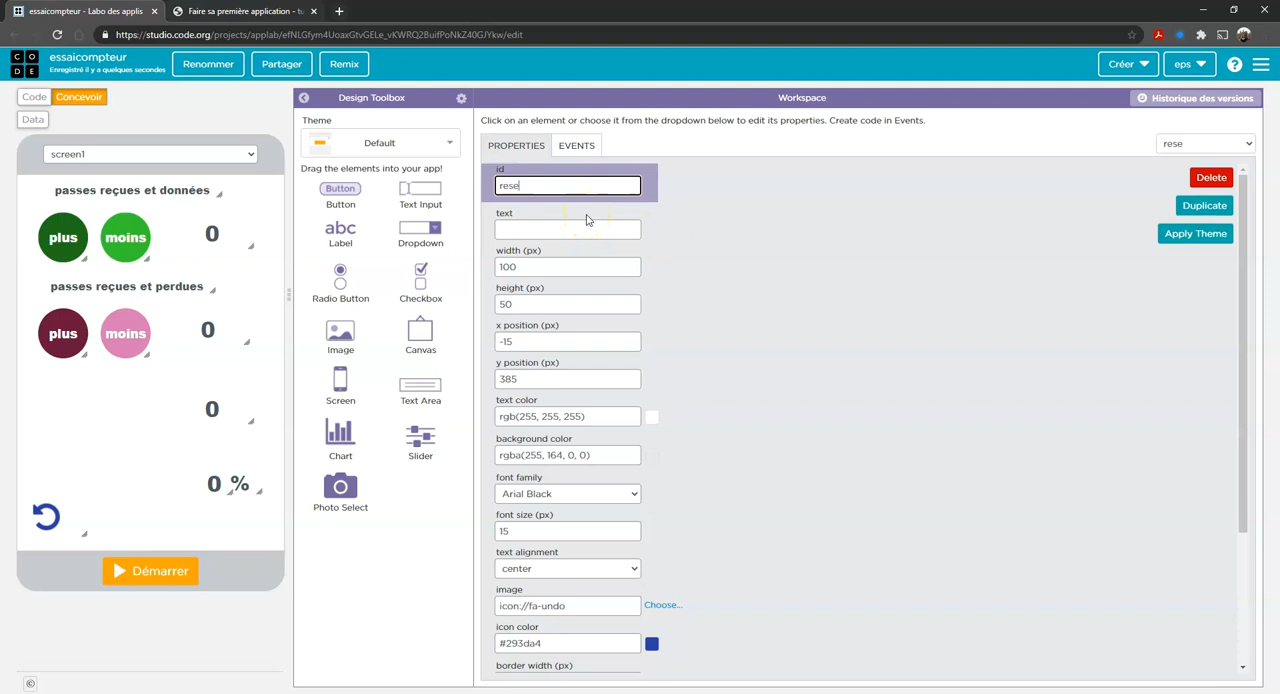 essaicompteur - Labo des applis
Faire sa première application - tu
https://studio.code.org/projects/applab/efNLGfym4UoaxGtvGELe_vKWRQ2BuifPoNkZ40GJYkw/edit
C O
D E
essaicompteur
Enregistré il y a quelques secondes
Renommer
Partager
Remix
Créer
eps
?
Code
Concevoir
Data
Design Toolbox
Workspace
Historique des versions
Theme
Default
Drag the elements into your app!
Click on an element or choose it from the dropdown below to edit its properties. Create code in Events.
PROPERTIES
EVENTS
rese
screen1
passes reçues et données
plus
moins
0
passes reçues et perdues
plus
moins
0
0
0 %
Démarrer
Button
Button
Text Input
abc
Label
Dropdown
Radio Button
Checkbox
Image
Canvas
Screen
Text Area
Chart
Slider
Photo Select
id
rese
text
width (px)
100
height (px)
50
x position (px)
-15
y position (px)
385
text color
rgb(255, 255, 255)
background color
rgba(255, 164, 0, 0)
font family
Arial Black
font size (px)
15
text alignment
center
image
icon://fa-undo
Choose...
icon color
#293da4
border width (px)
Delete
Duplicate
Apply Theme
©